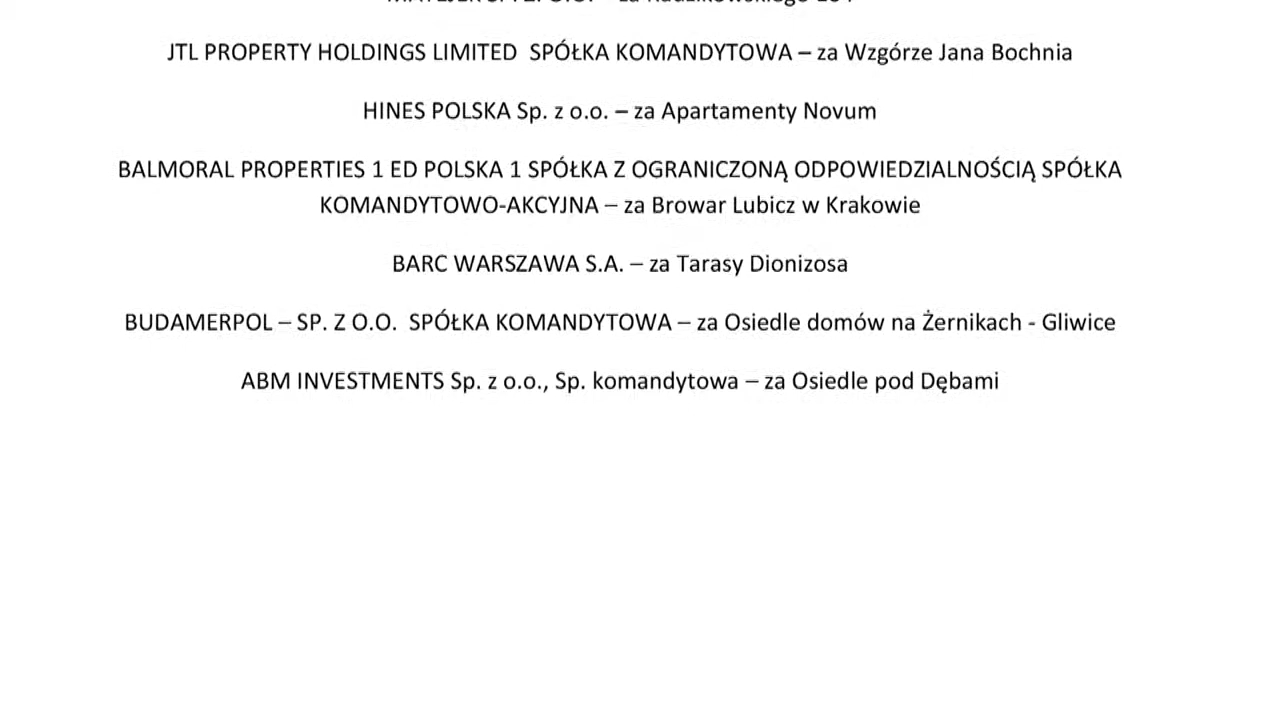 JTL PROPERTY HOLDINGS LIMITED  SPÓŁKA KOMANDYTOWA – za Wzgórze Jana Bochnia
HINES POLSKA Sp. z o.o. – za Apartamenty Novum
BALMORAL PROPERTIES 1 ED POLSKA 1 SPÓŁKA Z OGRANICZONĄ ODPOWIEDZIALNOŚCIĄ SPÓŁKA
KOMANDYTOWO-AKCYJNA – za Browar Lubicz w Krakowie
BARC WARSZAWA S.A. – za Tarasy Dionizosa
BUDAMERPOL – SP. Z O.O.  SPÓŁKA KOMANDYTOWA – za Osiedle domów na Żernikach - Gliwice
ABM INVESTMENTS Sp. z o.o., Sp. komandytowa – za Osiedle pod Dębami